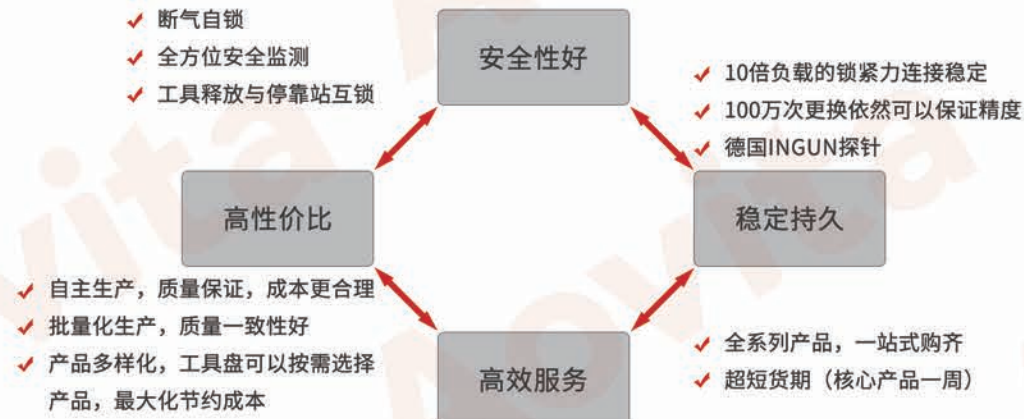 断气自锁
全方位安全监测
工具释放与停靠站互锁
安全性好
10倍负载的锁紧力连接稳定
100万次更换依然可以保证精度
德国INGUN探针
高性价比
稳定持久
自主生产，质量保证，成本更合理
批量化生产，质量一致性好
产品多样化，工具盘可以按需选择
产品，最大化节约成本
高效服务
全系列产品，一站式购齐
超短货期（核心产品一周）
Aovita